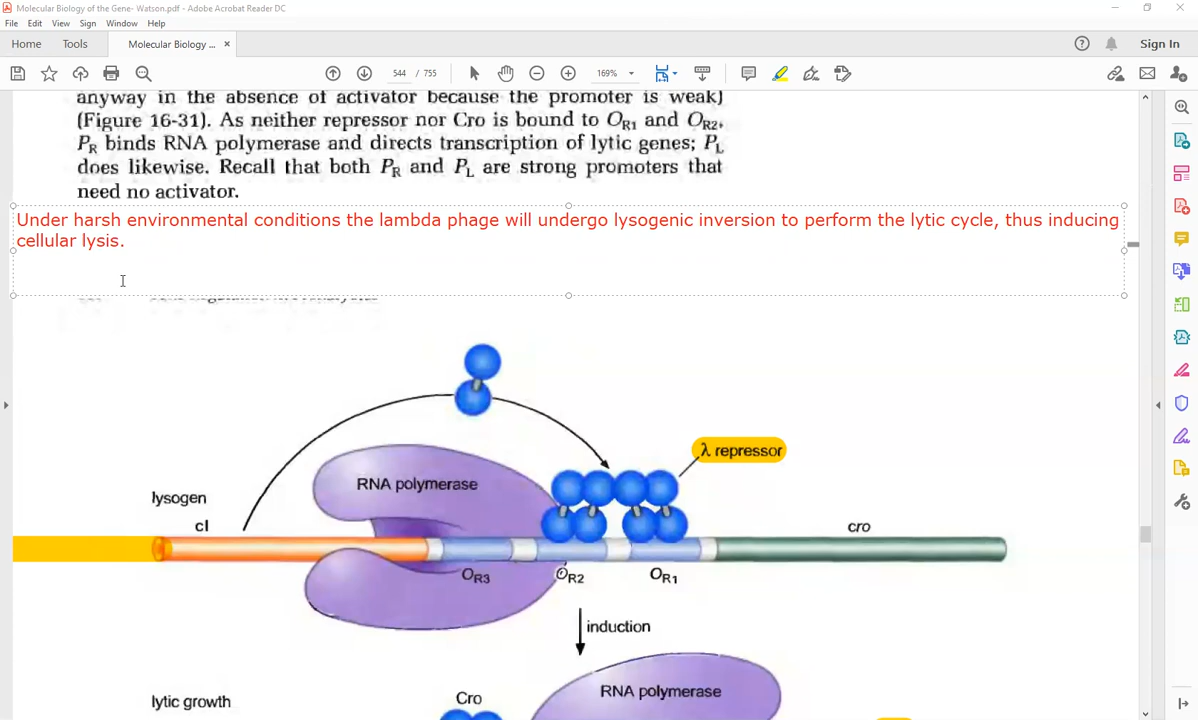 Molecular Biology of the Gene- Watson.pdf - Adobe Acrobat Reader DC
File Edit View Sign Window Help
Home Tools Molecular Biology ... × Sign In
544 / 755 169%
anyway in the absence of activator because the promoter is weak)
(Figure 16-31). As neither repressor nor Cro is bound to OR1 and OR2,
PR binds RNA polymerase and directs transcription of lytic genes; PL
does likewise. Recall that both PR and PL are strong promoters that
need no activator.
Under harsh environmental conditions the lambda phage will undergo lysogenic inversion to perform the lytic cycle, thus inducing
cellular lysis.
λ repressor
RNA polymerase
lysogen
cI
cro
OR3 OR2 OR1
induction
RNA polymerase
Cro
lytic growth